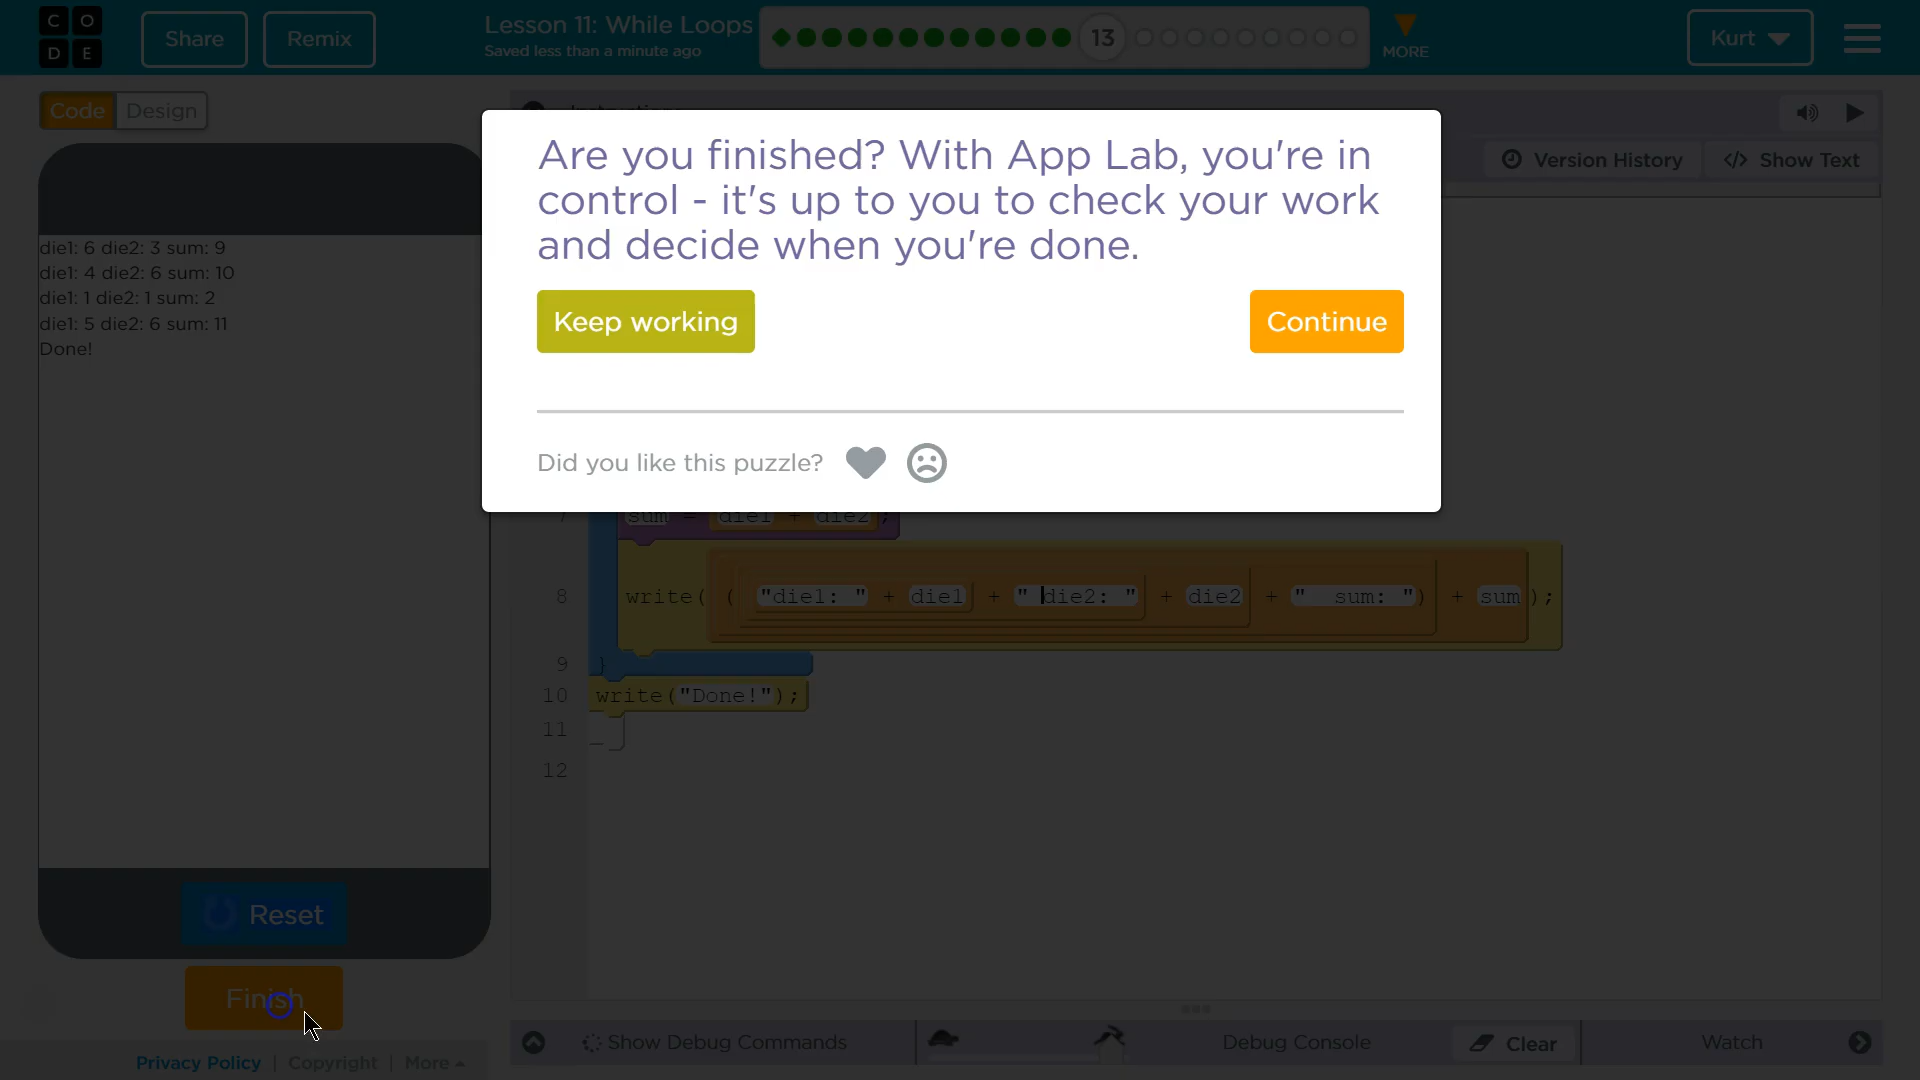 C O
D E
Share
Remix
Lesson 11: While Loops
Saved less than a minute ago
13
MORE
Kurt
Code
Design
Version History
</> Show Text
Are you finished? With App Lab, you're in
control - it's up to you to check your work
and decide when you're done.
Keep working
Continue
Did you like this puzzle?
die1: 6 die2: 3 sum: 9
die1: 4 die2: 6 sum: 10
die1: 1 die2: 1 sum: 2
die1: 5 die2: 6 sum: 11
Done!
7 sum = die1 + die2;
8 write( ( "die1: " + die1 + " die2: " + die2 + "  sum: ") + sum);
9 }
10 write("Done!");
11
12
Reset
Finish
Show Debug Commands
Debug Console
Clear
Watch
Privacy Policy | Copyright | More